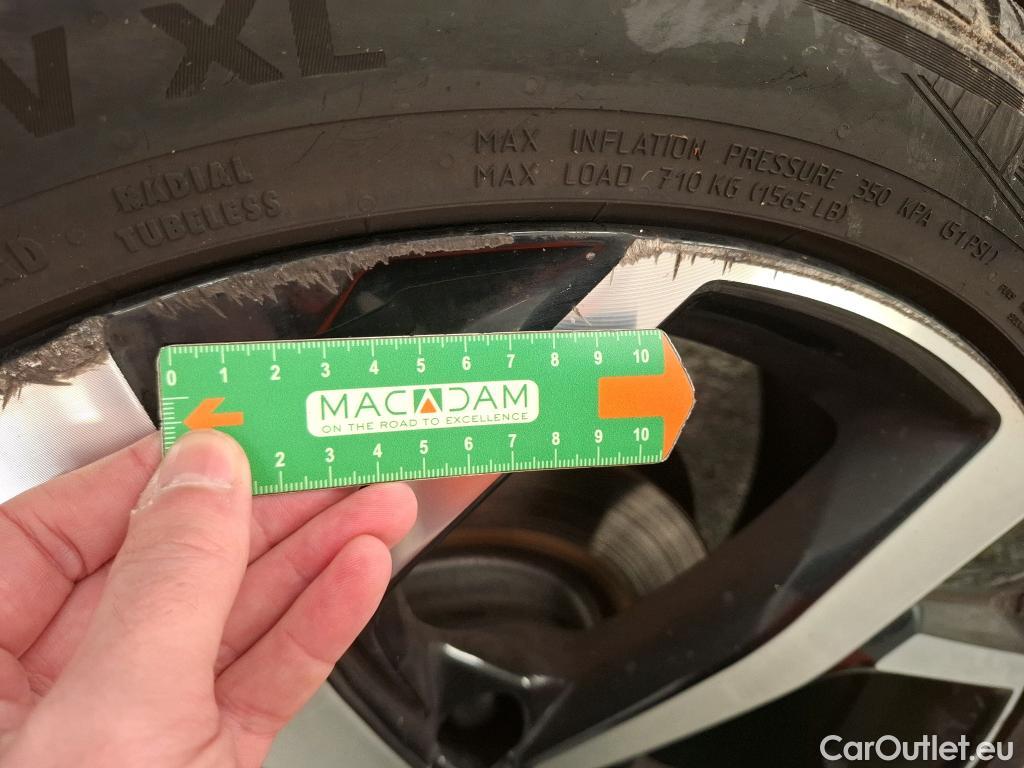 V XL
RADIAL
TUBELESS
MAX INFLATION PRESSURE 350 KPA (51 PSI)
MAX LOAD 710 KG (1565 LB)
0 1 2 3 4 5 6 7 8 9 10
MACADAM
ON THE ROAD TO EXCELLENCE
2 3 4 5 6 7 8 9 10
CarOutlet.eu